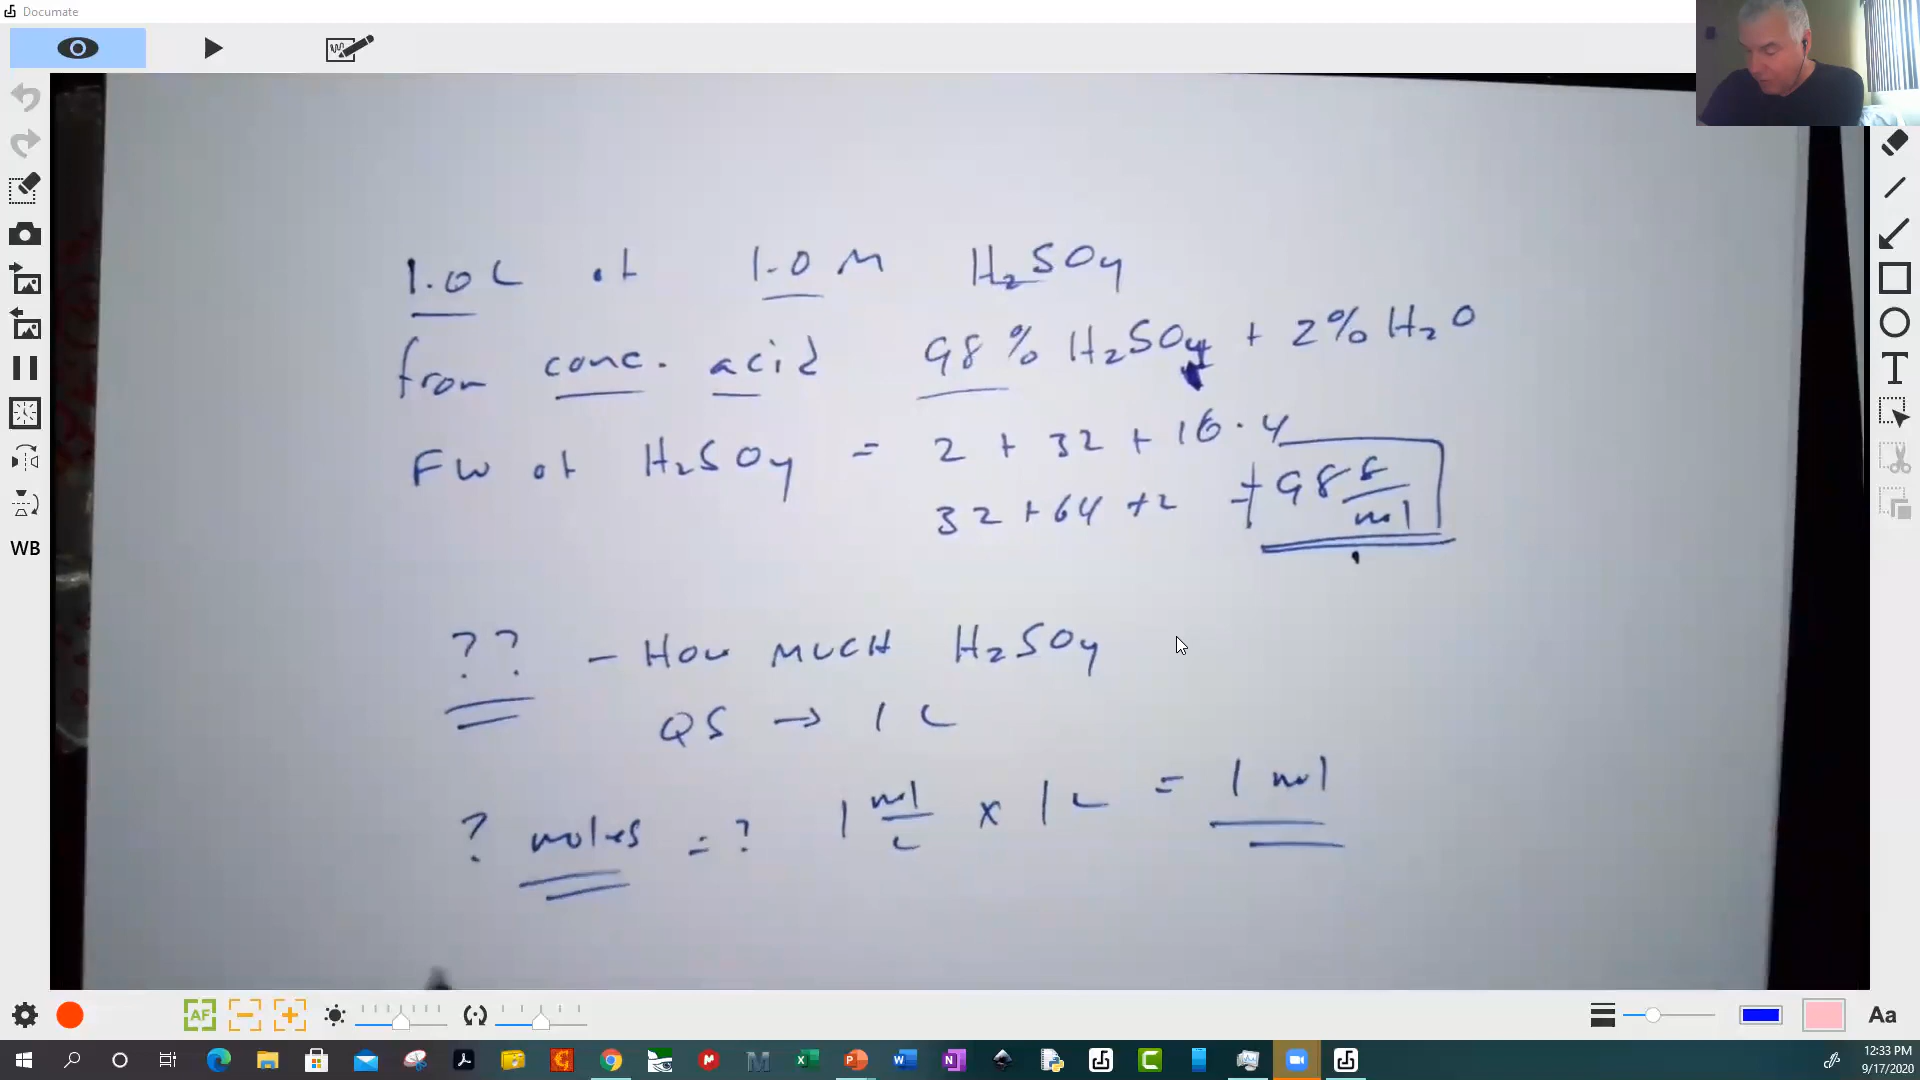 Documate
1.0 L of 1.0 M H₂SO₄
from conc. acid 98% H₂SO₄ + 2% H₂O
FW of H₂SO₄ = 2 + 32 + 16 · 4
32 + 64 + 2 = 98 g/mol
?? – HOW MUCH H₂SO₄
QS → 1 L
? moles = ? 1 mol/L x 1 L = 1 mol
WB
T
AF
Aa
12:33 PM
9/17/2020